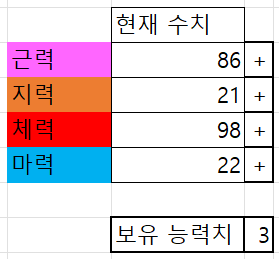 현재 수치
근력 86 +
지력 21 +
체력 98 +
마력 22 +
보유 능력치 3